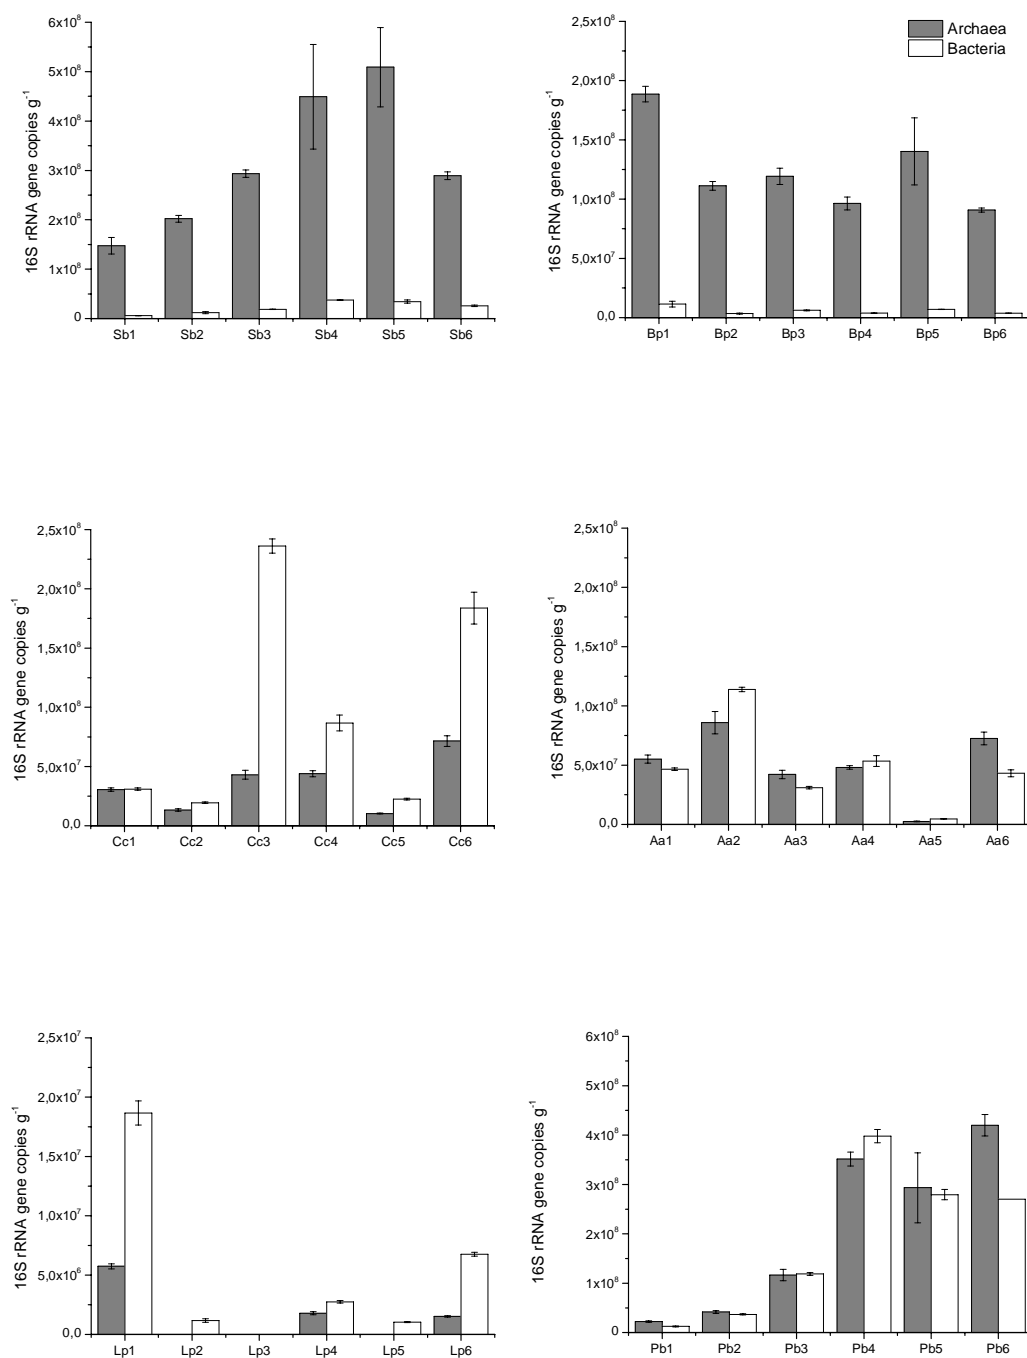 6x10⁸
5x10⁸
4x10⁸
3x10⁸
2x10⁸
1x10⁸
0
16S rRNA gene copies g⁻¹
Sb1 Sb2 Sb3 Sb4 Sb5 Sb6
2,5x10⁸
2,0x10⁸
1,5x10⁸
1,0x10⁸
5,0x10⁷
0,0
16S rRNA gene copies g⁻¹
Archaea
Bacteria
Bp1 Bp2 Bp3 Bp4 Bp5 Bp6
2,5x10⁸
2,0x10⁸
1,5x10⁸
1,0x10⁸
5,0x10⁷
0,0
16S rRNA gene copies g⁻¹
Cc1 Cc2 Cc3 Cc4 Cc5 Cc6
2,5x10⁸
2,0x10⁸
1,5x10⁸
1,0x10⁸
5,0x10⁷
0,0
16S rRNA gene copies g⁻¹
Aa1 Aa2 Aa3 Aa4 Aa5 Aa6
2,5x10⁷
2,0x10⁷
1,5x10⁷
1,0x10⁷
5,0x10⁶
0,0
16S rRNA gene copies g⁻¹
Lp1 Lp2 Lp3 Lp4 Lp5 Lp6
6x10⁸
5x10⁸
4x10⁸
3x10⁸
2x10⁸
1x10⁸
0
16S rRNA gene copies g⁻¹
Pb1 Pb2 Pb3 Pb4 Pb5 Pb6